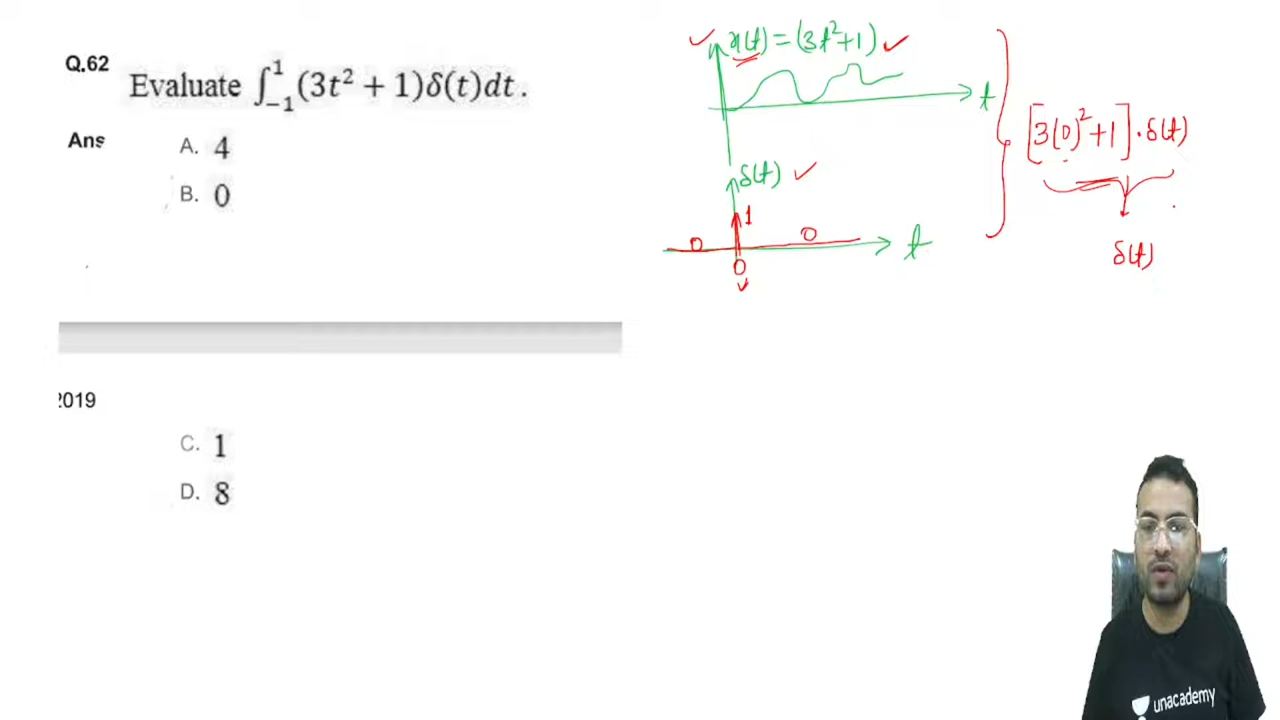 Q.62
Evaluate ∫₋₁¹ (3t² + 1)δ(t)dt.
Ans
A. 4
B. 0
2019
C. 1
D. 8
x(t) = (3t²+1)
t
δ(t)
1
0 0
0
t
[3(0)²+1]·δ(t)
δ(t)
unacademy